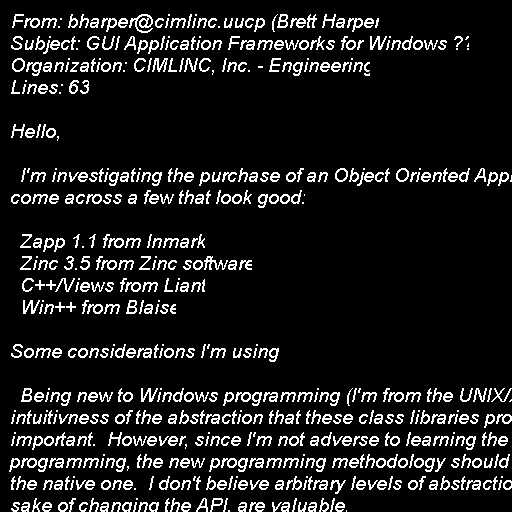 From: bharper@cimlinc.uucp (Brett Harper
Subject: GUI Application Frameworks for Windows ??
Organization: CIMLINC, Inc. - Engineering
Lines: 63
Hello,
I'm investigating the purchase of an Object Oriented
come across a few that look good:
Zapp 1.1 from Inmark
Zinc 3.5 from Zinc software
C++/Views from Liant
Win++ from Blaise
Some considerations I'm using
Being new to Windows programming (I'm from the
intuitivness of the abstraction that these class libraries
important. However, since I'm not adverse to learning the
programming, the new programming methodology should
the native one. I don't believe arbitrary levels of
sake of changing the API, are valuable.